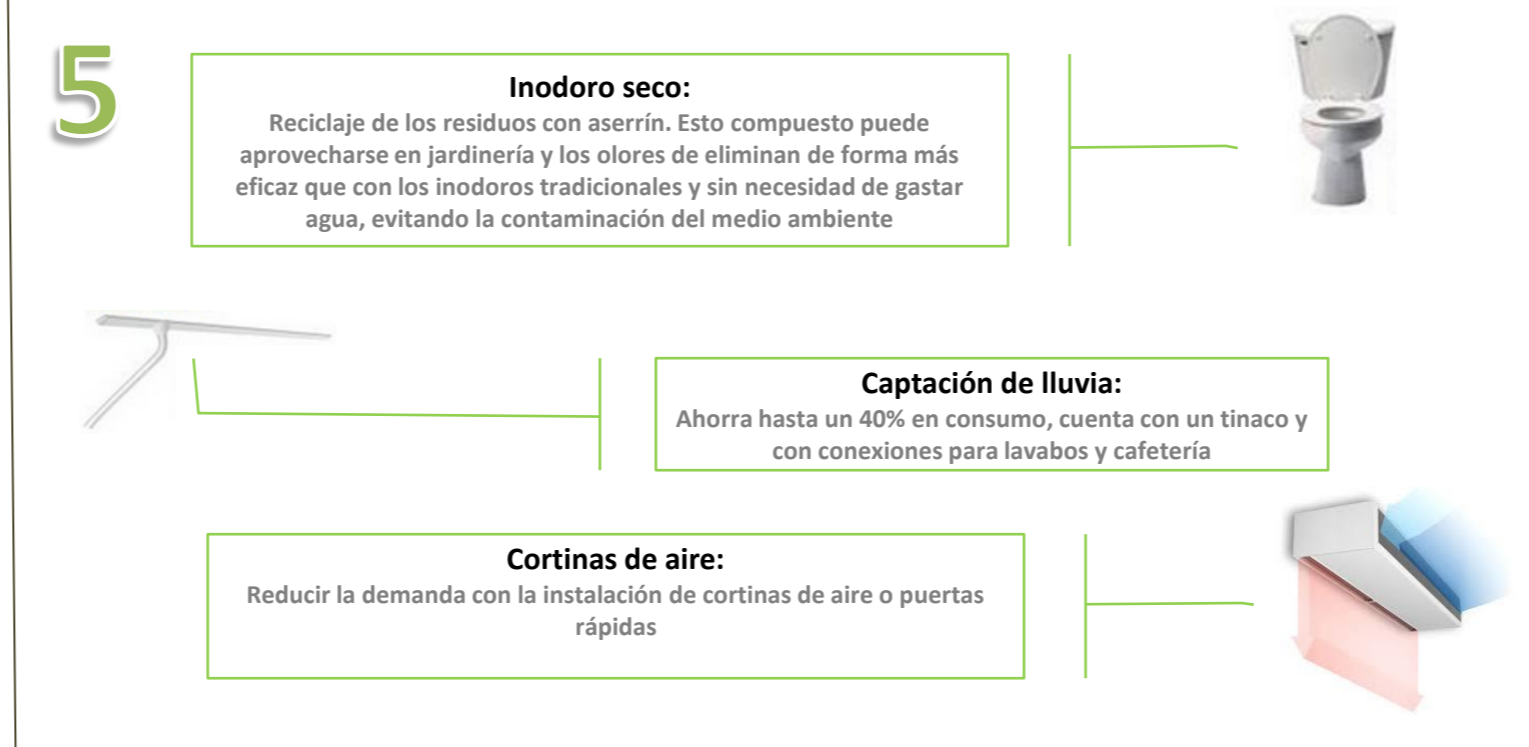 5
Inodoro seco:
Reciclaje de los residuos con aserrín. Esto compuesto puede
aprovecharse en jardinería y los olores de eliminan de forma más
eficaz que con los inodoros tradicionales y sin necesidad de gastar
agua, evitando la contaminación del medio ambiente
Captación de lluvia:
Ahorra hasta un 40% en consumo, cuenta con un tinaco y
con conexiones para lavabos y cafetería
Cortinas de aire:
Reducir la demanda con la instalación de cortinas de aire o puertas
rápidas